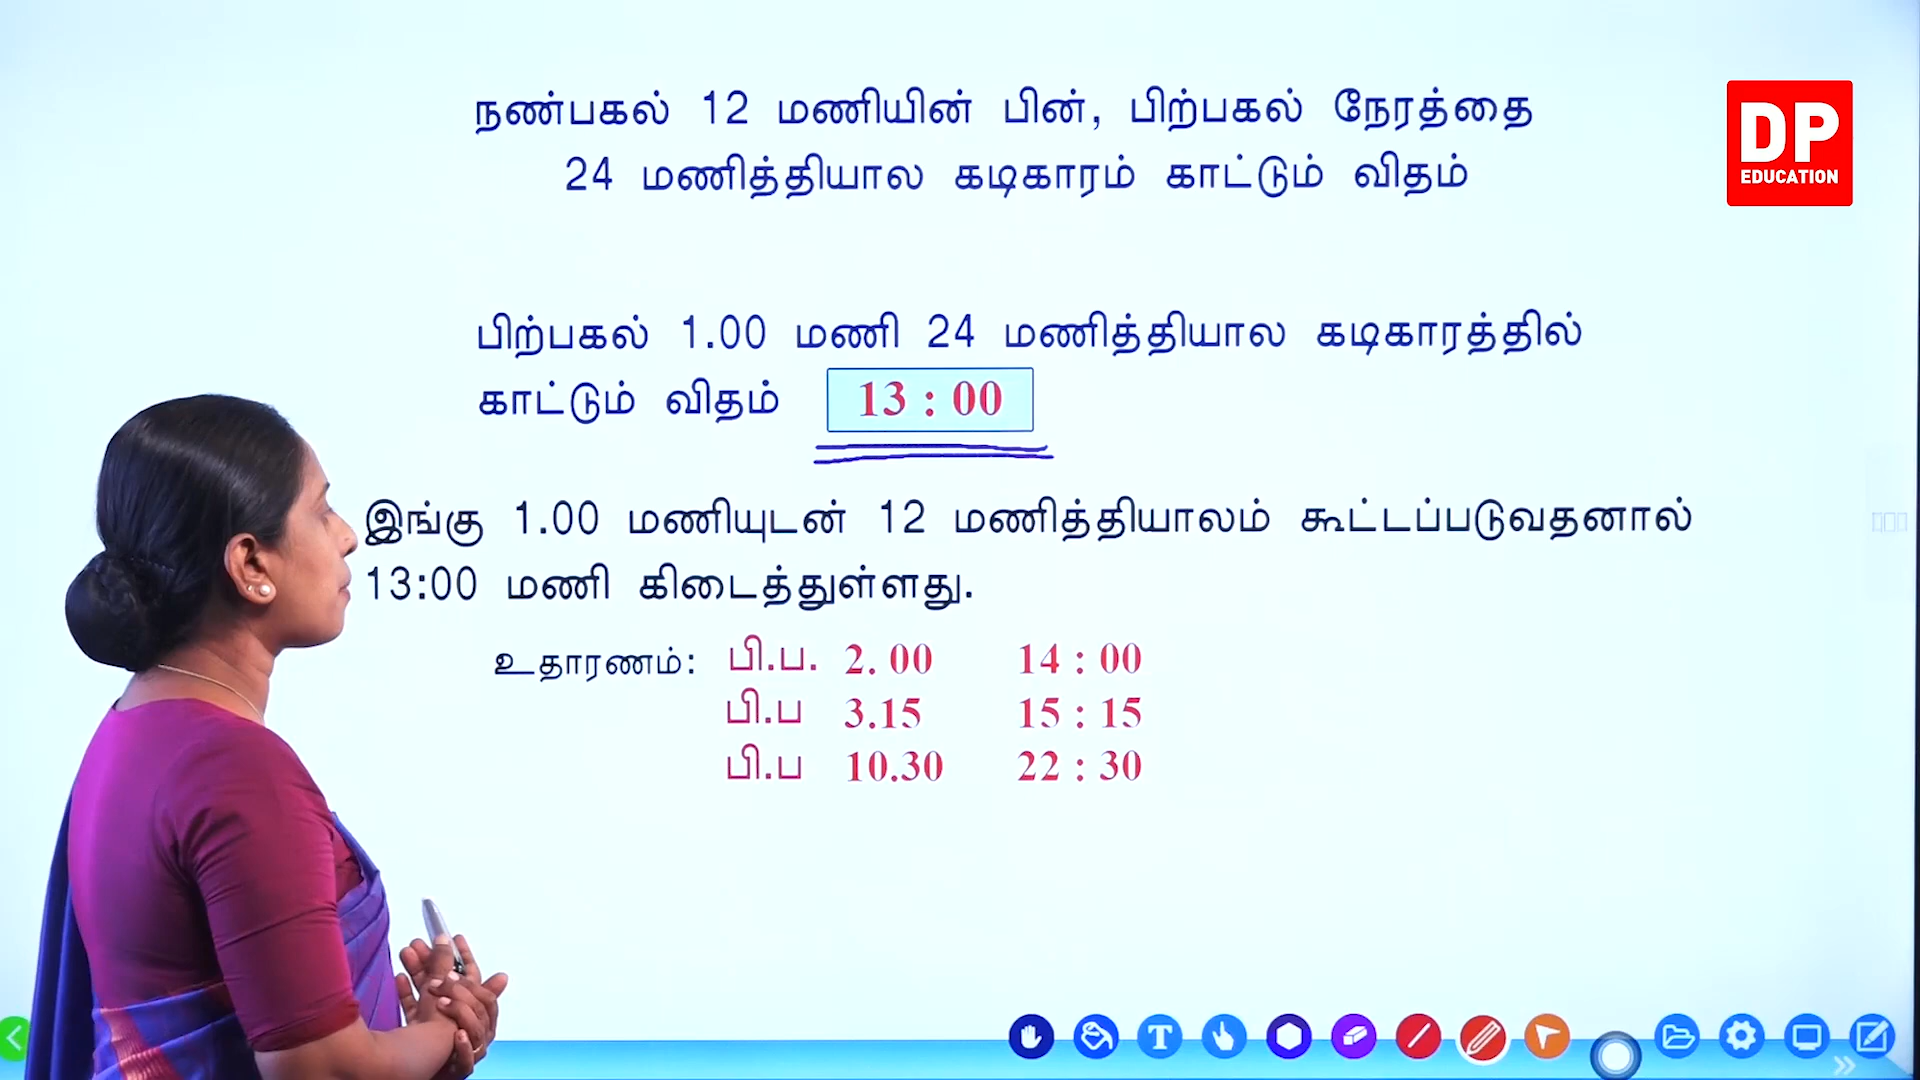 நண்பகல் 12 மணியின் பின், பிற்பகல் நேரத்தை
24 மணித்தியால கடிகாரம் காட்டும் விதம்
DP
EDUCATION
பிற்பகல் 1.00 மணி 24 மணித்தியால கடிகாரத்தில்
காட்டும் விதம் 13 : 00
இங்கு 1.00 மணியுடன் 12 மணித்தியாலம் கூட்டப்படுவதனால்
13:00 மணி கிடைத்துள்ளது.
உதாரணம்: பி.ப. 2. 00 14 : 00
பி.ப 3.15 15 : 15
பி.ப 10.30 22 : 30